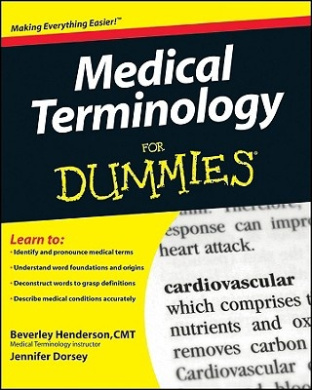 Making Everything Easier!™
Medical
Terminology
FOR
DUMMIES®
Learn to:
• Identify and pronounce medical terms
• Understand word foundations and origins
• Deconstruct words to grasp definitions
• Describe medical conditions accurately
Beverley Henderson, CMT
Medical Terminology instructor
Jennifer Dorsey
response can impr
heart attack.
cardiovascular
which comprises t
nutrients and ox
removes carbon